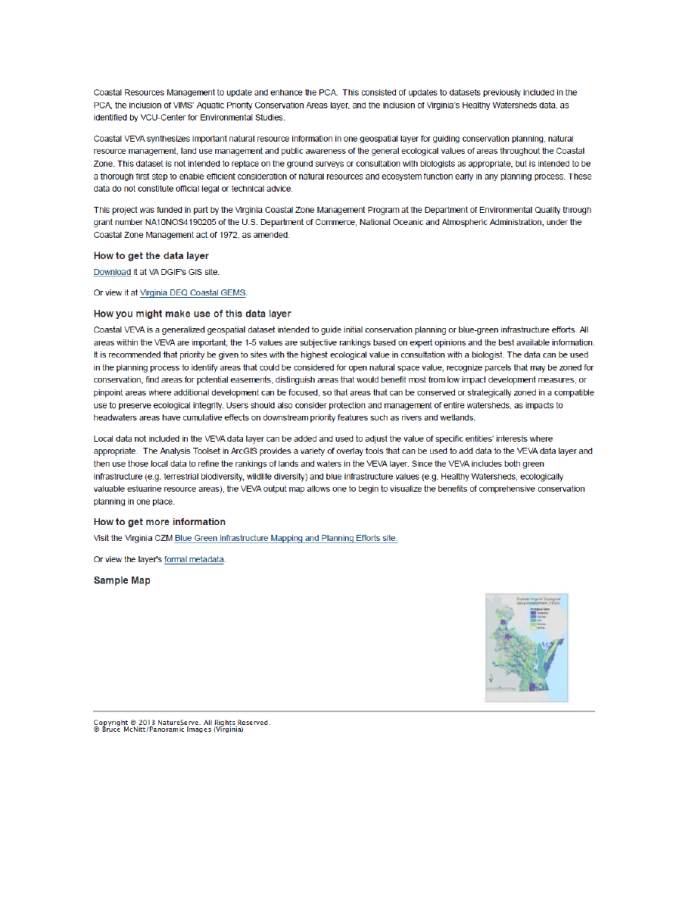 Coastal Resources Management to update and enhance the PCA. This consisted of updates to datasets previously included in the
PCA, the inclusion of VIMS' Aquatic Priority Conservation Areas layer, and the inclusion of Virginia's Healthy Watersheds data, as
identified by VCU-Center for Environmental Studies.
Coastal VEVA synthesizes important natural resource information in one geospatial layer for guiding conservation planning, natural
resource management, land use management and public awareness of the general ecological values of areas throughout the Coastal
Zone. This dataset is not intended to replace on the ground surveys or consultation with biologists as appropriate, but is intended to be
a thorough first step to enable efficient consideration of natural resources and ecosystem function early in any planning process. These
data do not constitute official legal or technical advice.
This project was funded in part by the Virginia Coastal Zone Management Program at the Department of Environmental Quality through
grant number NA10NOS4190205 of the U.S. Department of Commerce, National Oceanic and Atmospheric Administration, under the
Coastal Zone Management act of 1972, as amended.
How to get the data layer
Download it at VA DGIF's GIS site.
Or view it at Virginia DEQ Coastal GEMS.
How you might make use of this data layer
Coastal VEVA is a generalized geospatial dataset intended to guide initial conservation planning or blue-green infrastructure efforts. All
areas within the VEVA are important; the 1-5 values are subjective rankings based on expert opinions and the best available information.
It is recommended that priority be given to sites with the highest ecological value in consultation with a biologist. The data can be used
in the planning process to identify areas that could be considered for open natural space value, recognize parcels that may be zoned for
conservation, find areas for potential easements, distinguish areas that would benefit most from low impact development measures, or
pinpoint areas where additional development can be focused, so that areas that can be conserved or strategically zoned in a compatible
use to preserve ecological integrity. Users should also consider protection and management of entire watersheds, as impacts to
headwaters areas have cumulative effects on downstream priority features such as rivers and wetlands.
Local data not included in the VEVA data layer can be added and used to adjust the value of specific entities' interests where
appropriate. The Analysis Toolset in ArcGIS provides a variety of overlay tools that can be used to add data to the VEVA data layer and
then use those local data to refine the rankings of lands and waters in the VEVA layer. Since the VEVA includes both green
infrastructure (e.g. terrestrial biodiversity, wildlife diversity) and blue infrastructure values (e.g. Healthy Watersheds, ecologically
valuable estuarine resource areas), the VEVA output map allows one to begin to visualize the benefits of comprehensive conservation
planning in one place.
How to get more information
Visit the Virginia CZM Blue Green Infrastructure Mapping and Planning Efforts site.
Or view the layer's formal metadata.
Sample Map
Copyright © 2013 NatureServe. All Rights Reserved.
© Bruce McNitt/Panoramic Images (Virginia)